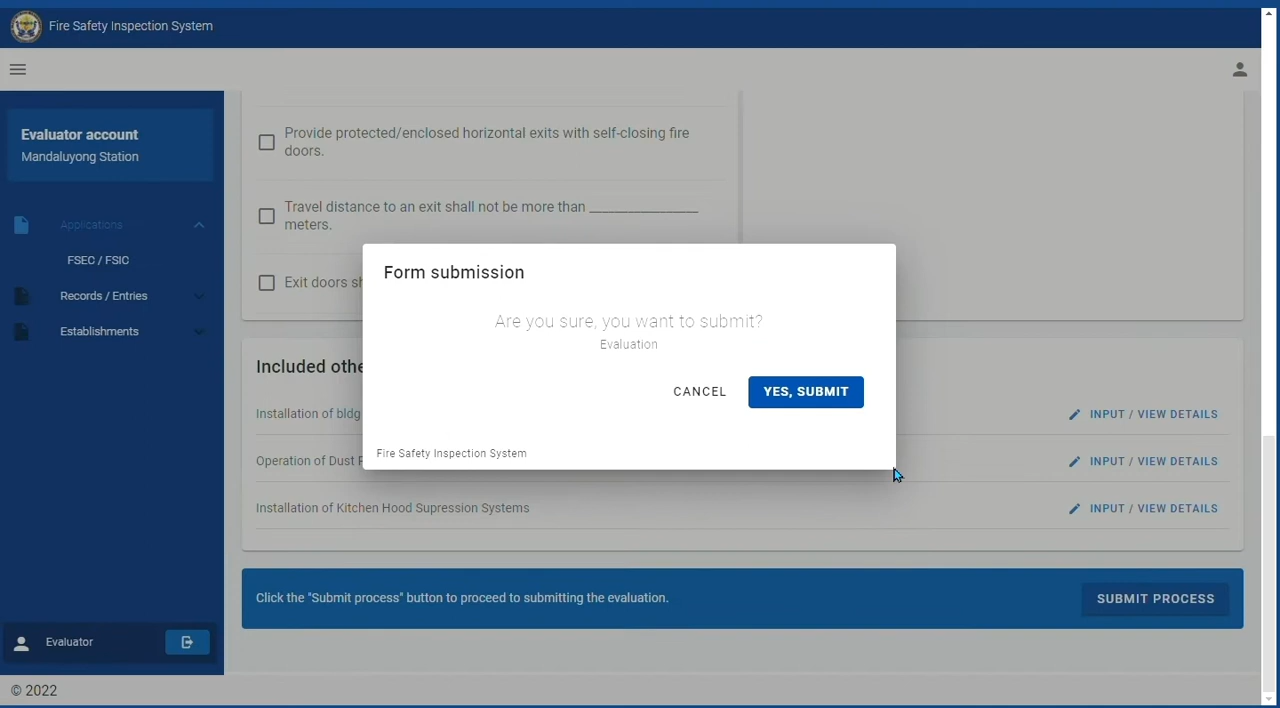 Fire Safety Inspection System
Evaluator account
Mandaluyong Station
Applications
FSEC / FSIC
Records / Entries
Establishments
Evaluator
Provide protected/enclosed horizontal exits with self-closing fire
doors.
Travel distance to an exit shall not be more than _________________
meters.
Exit doors
Form submission
Are you sure, you want to submit?
Evaluation
CANCEL
YES, SUBMIT
Fire Safety Inspection System
Included
Installation of bldg
INPUT / VIEW DETAILS
Operation of Dust
INPUT / VIEW DETAILS
Installation of Kitchen Hood Supression Systems
INPUT / VIEW DETAILS
Click the "Submit process" button to proceed to submitting the evaluation.
SUBMIT PROCESS
© 2022